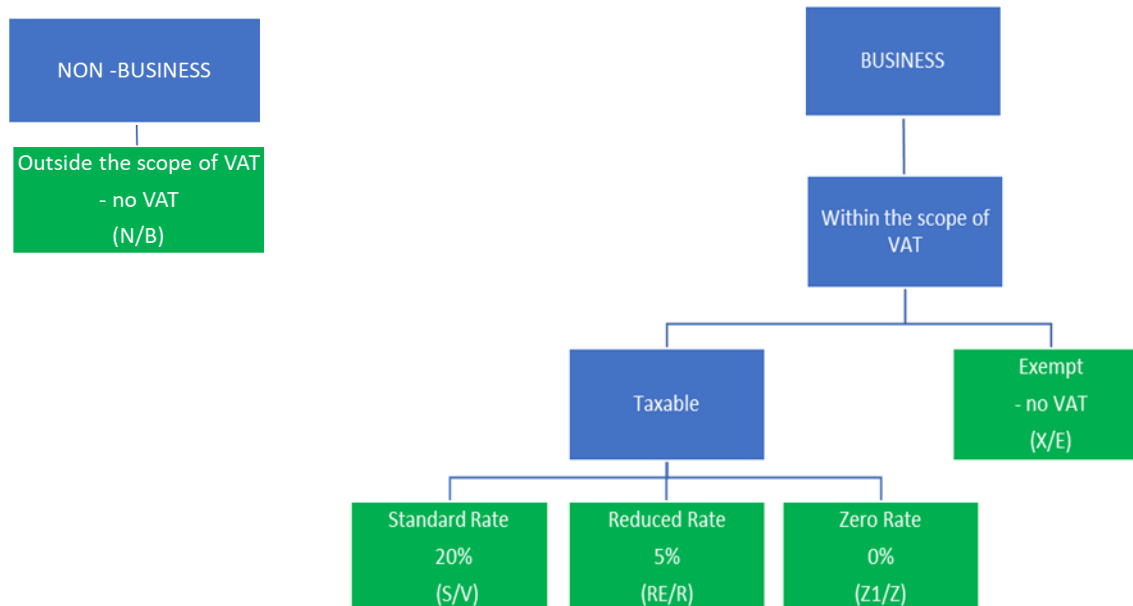 NON -BUSINESS
Outside the scope of VAT
- no VAT
(N/B)
BUSINESS
Within the scope of
VAT
Taxable
Exempt
- no VAT
(X/E)
Standard Rate
20%
(S/V)
Reduced Rate
5%
(RE/R)
Zero Rate
0%
(Z1/Z)